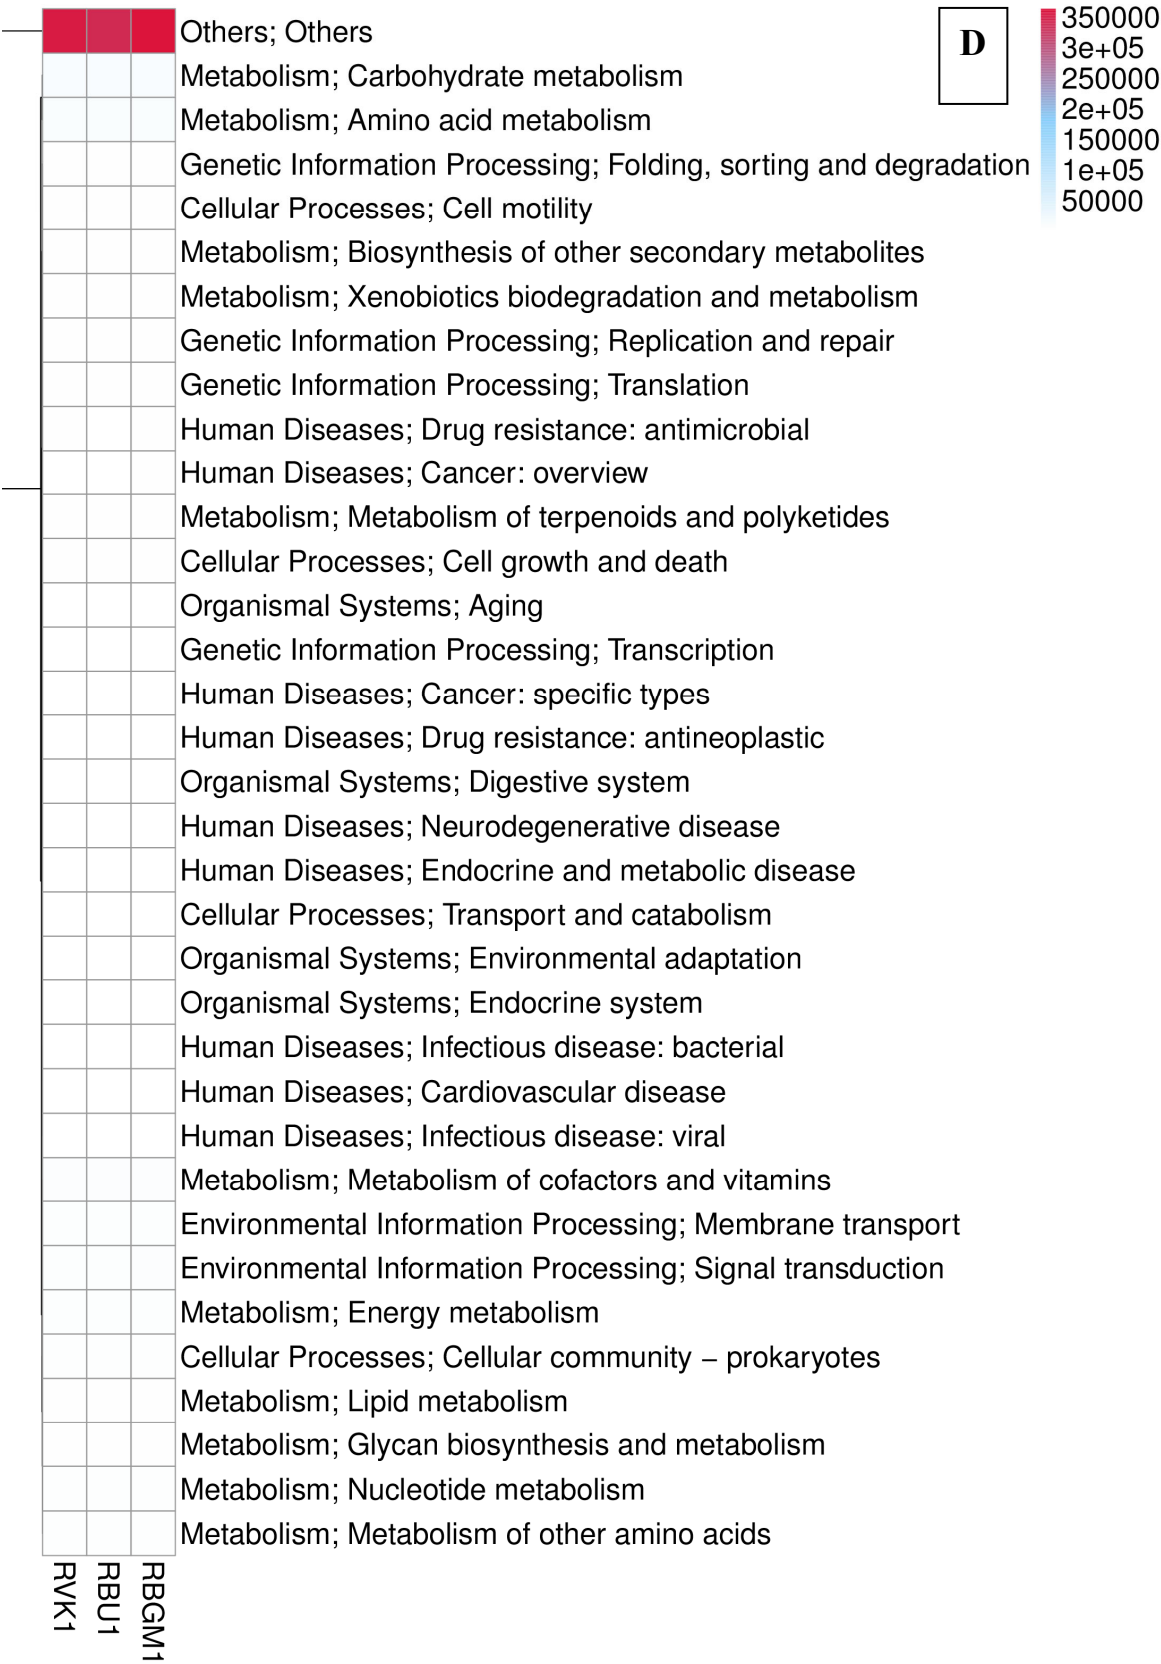 Others; Others
Metabolism; Carbohydrate metabolism
Metabolism; Amino acid metabolism
Genetic Information Processing; Folding, sorting and degradation
Cellular Processes; Cell motility
Metabolism; Biosynthesis of other secondary metabolites
Metabolism; Xenobiotics biodegradation and metabolism
Genetic Information Processing; Replication and repair
Genetic Information Processing; Translation
Human Diseases; Drug resistance: antimicrobial
Human Diseases; Cancer: overview
Metabolism; Metabolism of terpenoids and polyketides
Cellular Processes; Cell growth and death
Organismal Systems; Aging
Genetic Information Processing; Transcription
Human Diseases; Cancer: specific types
Human Diseases; Drug resistance: antineoplastic
Organismal Systems; Digestive system
Human Diseases; Neurodegenerative disease
Human Diseases; Endocrine and metabolic disease
Cellular Processes; Transport and catabolism
Organismal Systems; Environmental adaptation
Organismal Systems; Endocrine system
Human Diseases; Infectious disease: bacterial
Human Diseases; Cardiovascular disease
Human Diseases; Infectious disease: viral
Metabolism; Metabolism of cofactors and vitamins
Environmental Information Processing; Membrane transport
Environmental Information Processing; Signal transduction
Metabolism; Energy metabolism
Cellular Processes; Cellular community – prokaryotes
Metabolism; Lipid metabolism
Metabolism; Glycan biosynthesis and metabolism
Metabolism; Nucleotide metabolism
Metabolism; Metabolism of other amino acids
RVK1
RBU1
RBGM1
D
350000
3e+05
250000
2e+05
150000
1e+05
50000